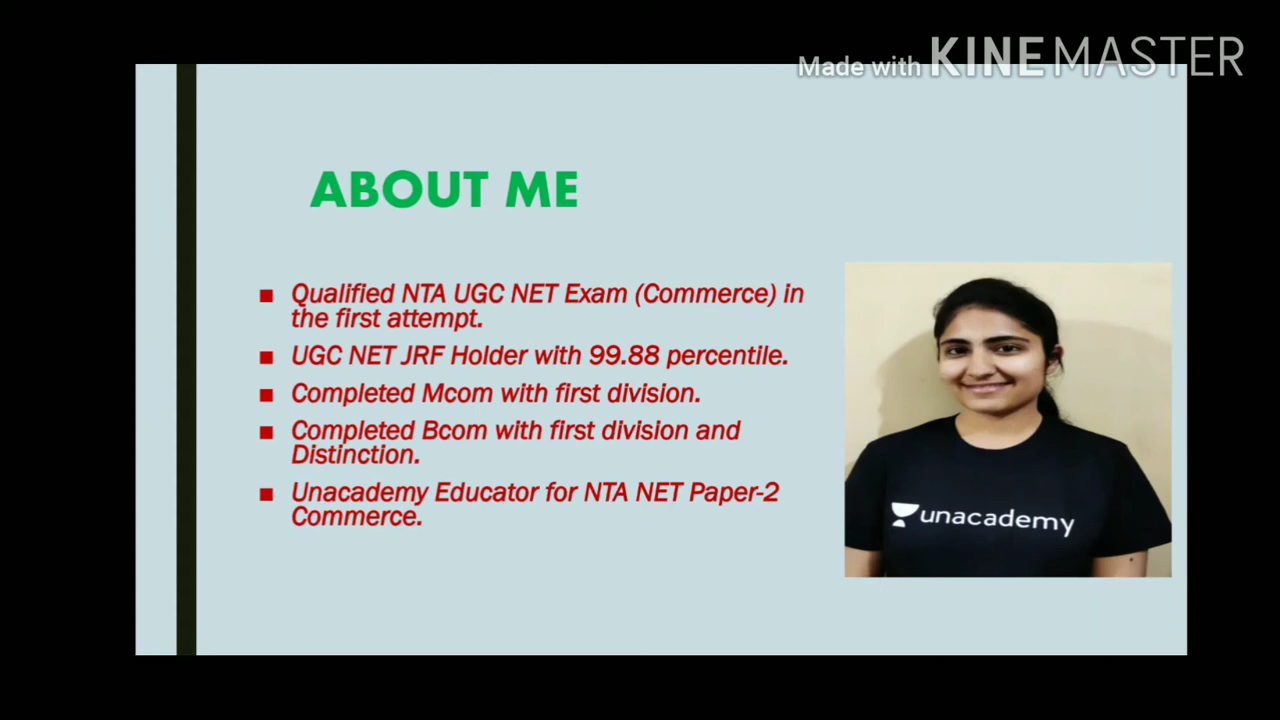 Made with KINEMASTER
ABOUT ME
▪ Qualified NTA UGC NET Exam (Commerce) in
the first attempt.
▪ UGC NET JRF Holder with 99.88 percentile.
▪ Completed Mcom with first division.
▪ Completed Bcom with first division and
Distinction.
▪ Unacademy Educator for NTA NET Paper-2
Commerce.
unacademy